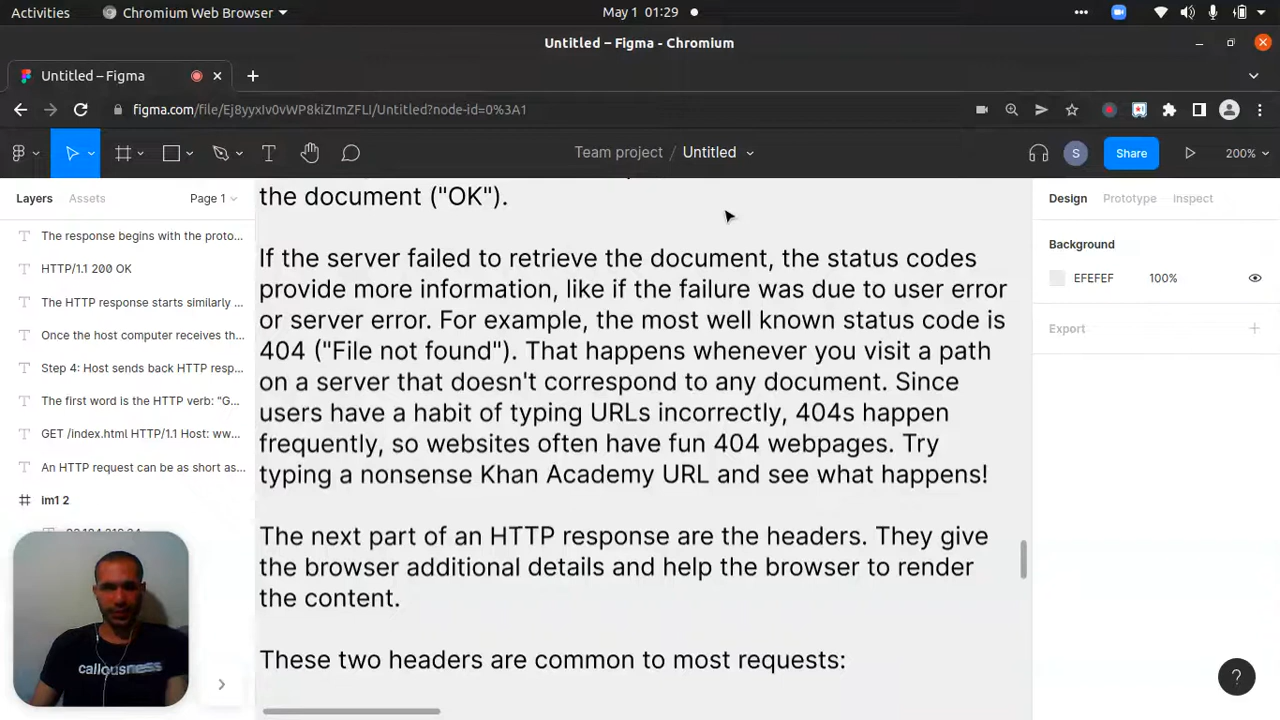 Activities
Chromium Web Browser
May 1 01:29
Untitled – Figma - Chromium
Untitled – Figma
figma.com/file/Ej8yyxIv0vWP8kiZImZFLI/Untitled?node-id=0%3A1
Team project / Untitled
S
Share
200%
Layers
Assets
Page 1
Design
Prototype
Inspect
The response begins with the proto...
HTTP/1.1 200 OK
The HTTP response starts similarly ...
Once the host computer receives th...
Step 4: Host sends back HTTP resp...
The first word is the HTTP verb: "G...
GET /index.html HTTP/1.1 Host: ww...
An HTTP request can be as short as...
im1 2
callousness
the document ("OK").
If the server failed to retrieve the document, the status codes
provide more information, like if the failure was due to user error
or server error. For example, the most well known status code is
404 ("File not found"). That happens whenever you visit a path
on a server that doesn't correspond to any document. Since
users have a habit of typing URLs incorrectly, 404s happen
frequently, so websites often have fun 404 webpages. Try
typing a nonsense Khan Academy URL and see what happens!
The next part of an HTTP response are the headers. They give
the browser additional details and help the browser to render
the content.
These two headers are common to most requests:
Background
EFEFEF
100%
Export
?